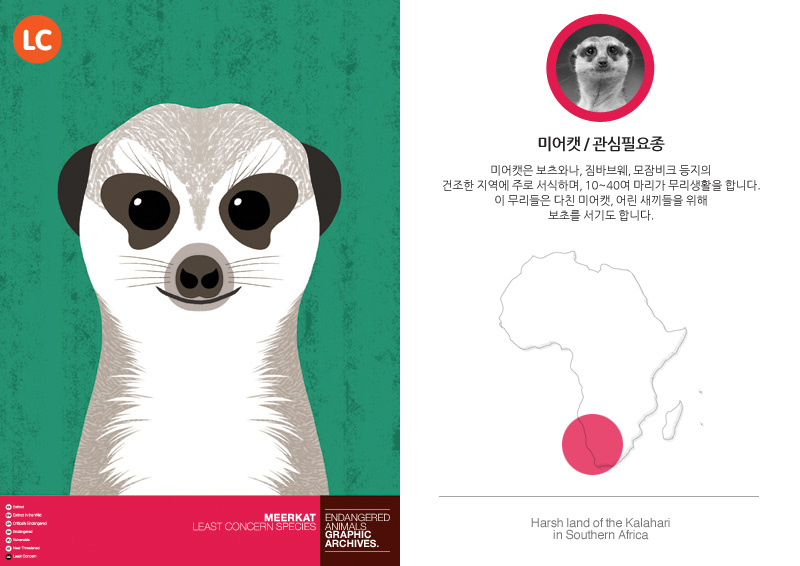 LC
Extinct
Extinct in the Wild
Critically Endangered
Endangered
Vulnerable
Near Threatened
Least Concern
MEERKAT
LEAST CONCERN SPECIES
ENDANGERED
ANIMALS
GRAPHIC
ARCHIVES.
미어캣 / 관심필요종
미어캣은 보츠와나, 짐바브웨, 모잠비크 등지의
건조한 지역에 주로 서식하며, 10~40여 마리가 무리생활을 합니다.
이 무리들은 다친 미어캣, 어린 새끼들을 위해
보초를 서기도 합니다.
Harsh land of the Kalahari
in Southern Africa